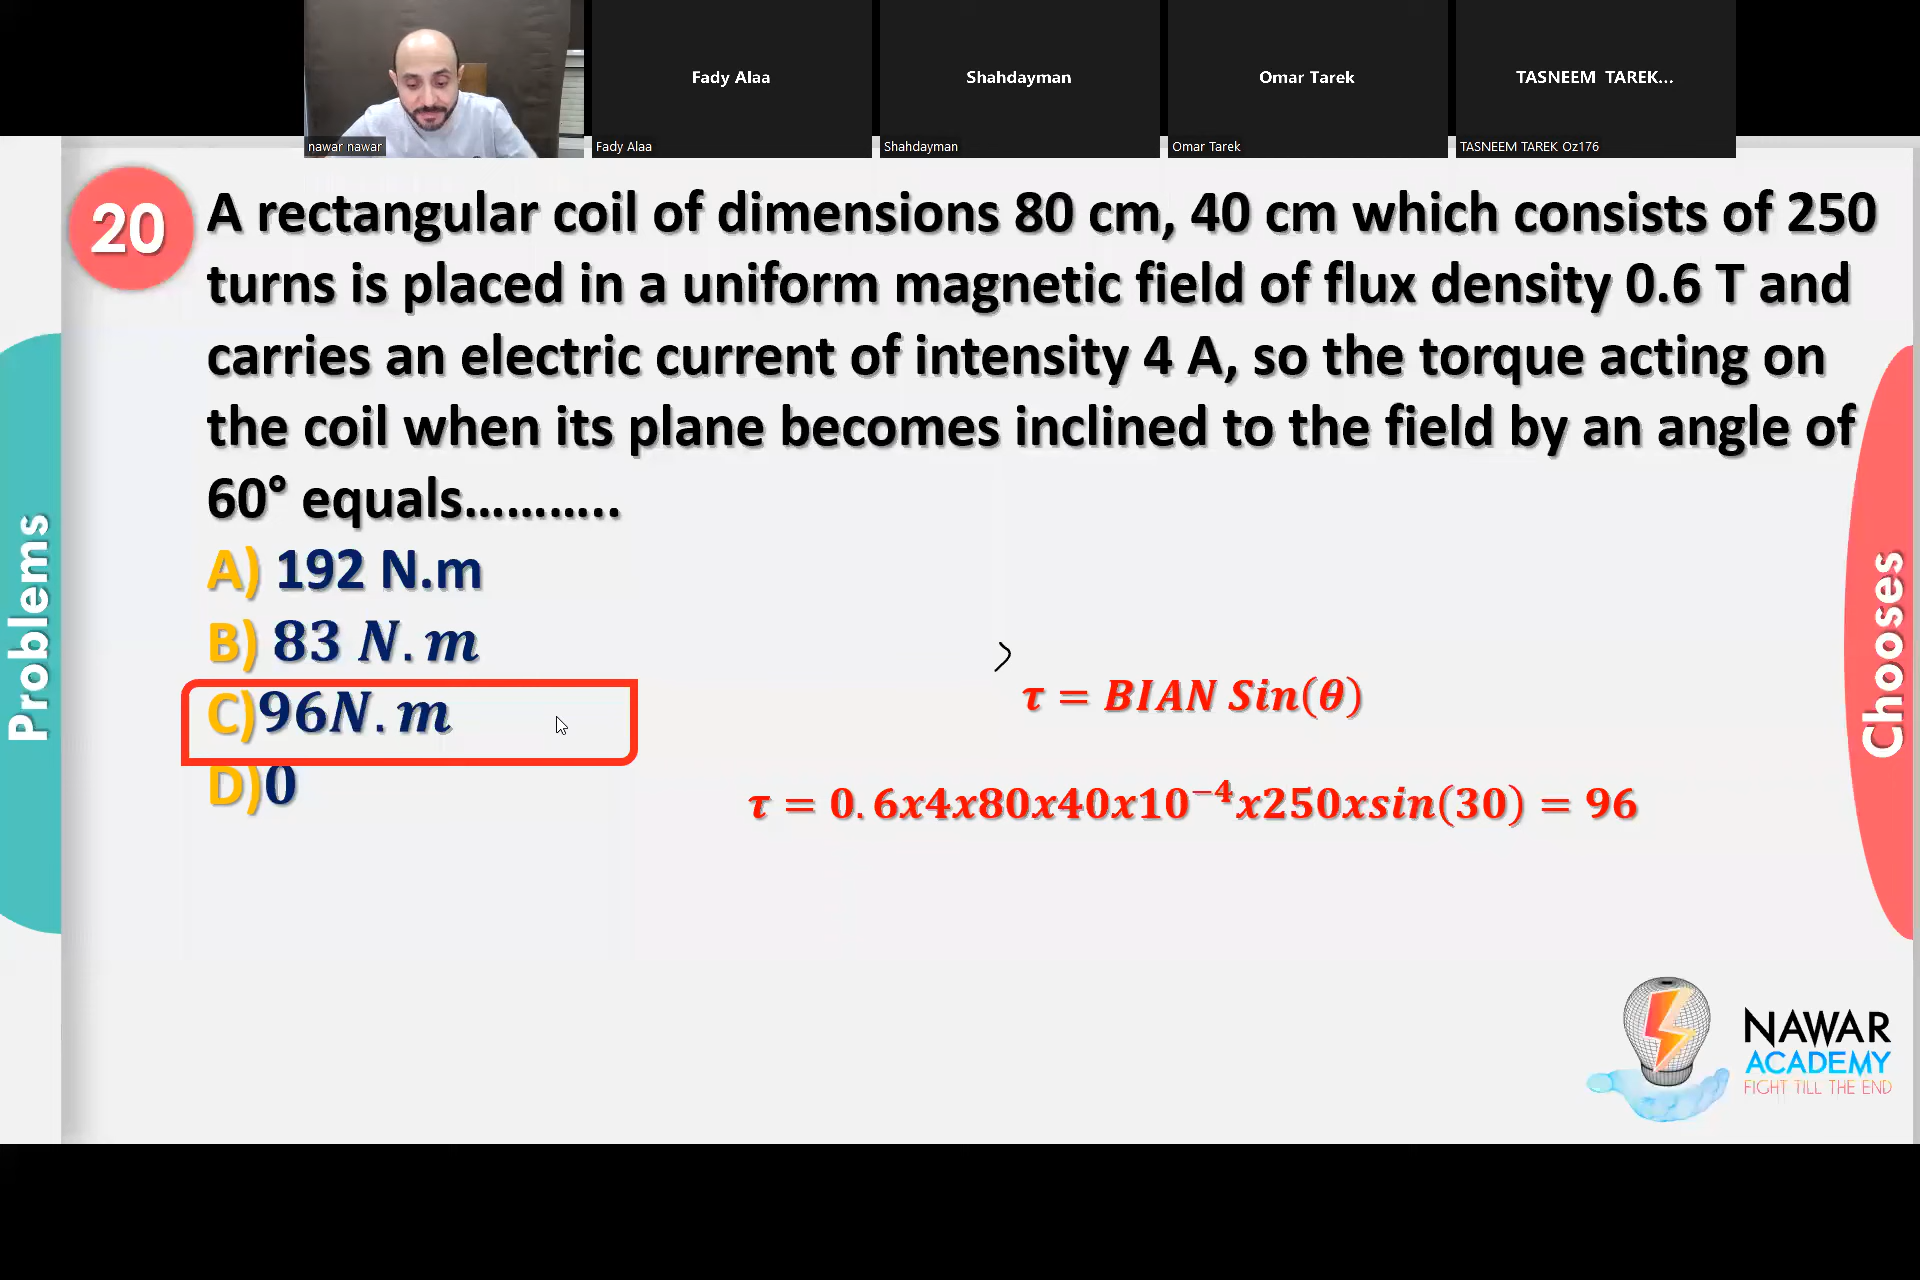 Fady Alaa
Shahdayman
Omar Tarek
TASNEEM TAREK...
nawar nawar
Fady Alaa
Shahdayman
Omar Tarek
TASNEEM TAREK Oz176
20
A rectangular coil of dimensions 80 cm, 40 cm which consists of 250
turns is placed in a uniform magnetic field of flux density 0.6 T and
carries an electric current of intensity 4 A, so the torque acting on
the coil when its plane becomes inclined to the field by an angle of
60° equals...........
A) 192 N.m
B) 83 N.m
C)96N.m
D)0
τ = BIAN Sin(θ)
τ = 0.6x4x80x40x10⁻⁴x250xsin(30) = 96
Problems
Chooses
NAWAR
ACADEMY
FIGHT TILL THE END